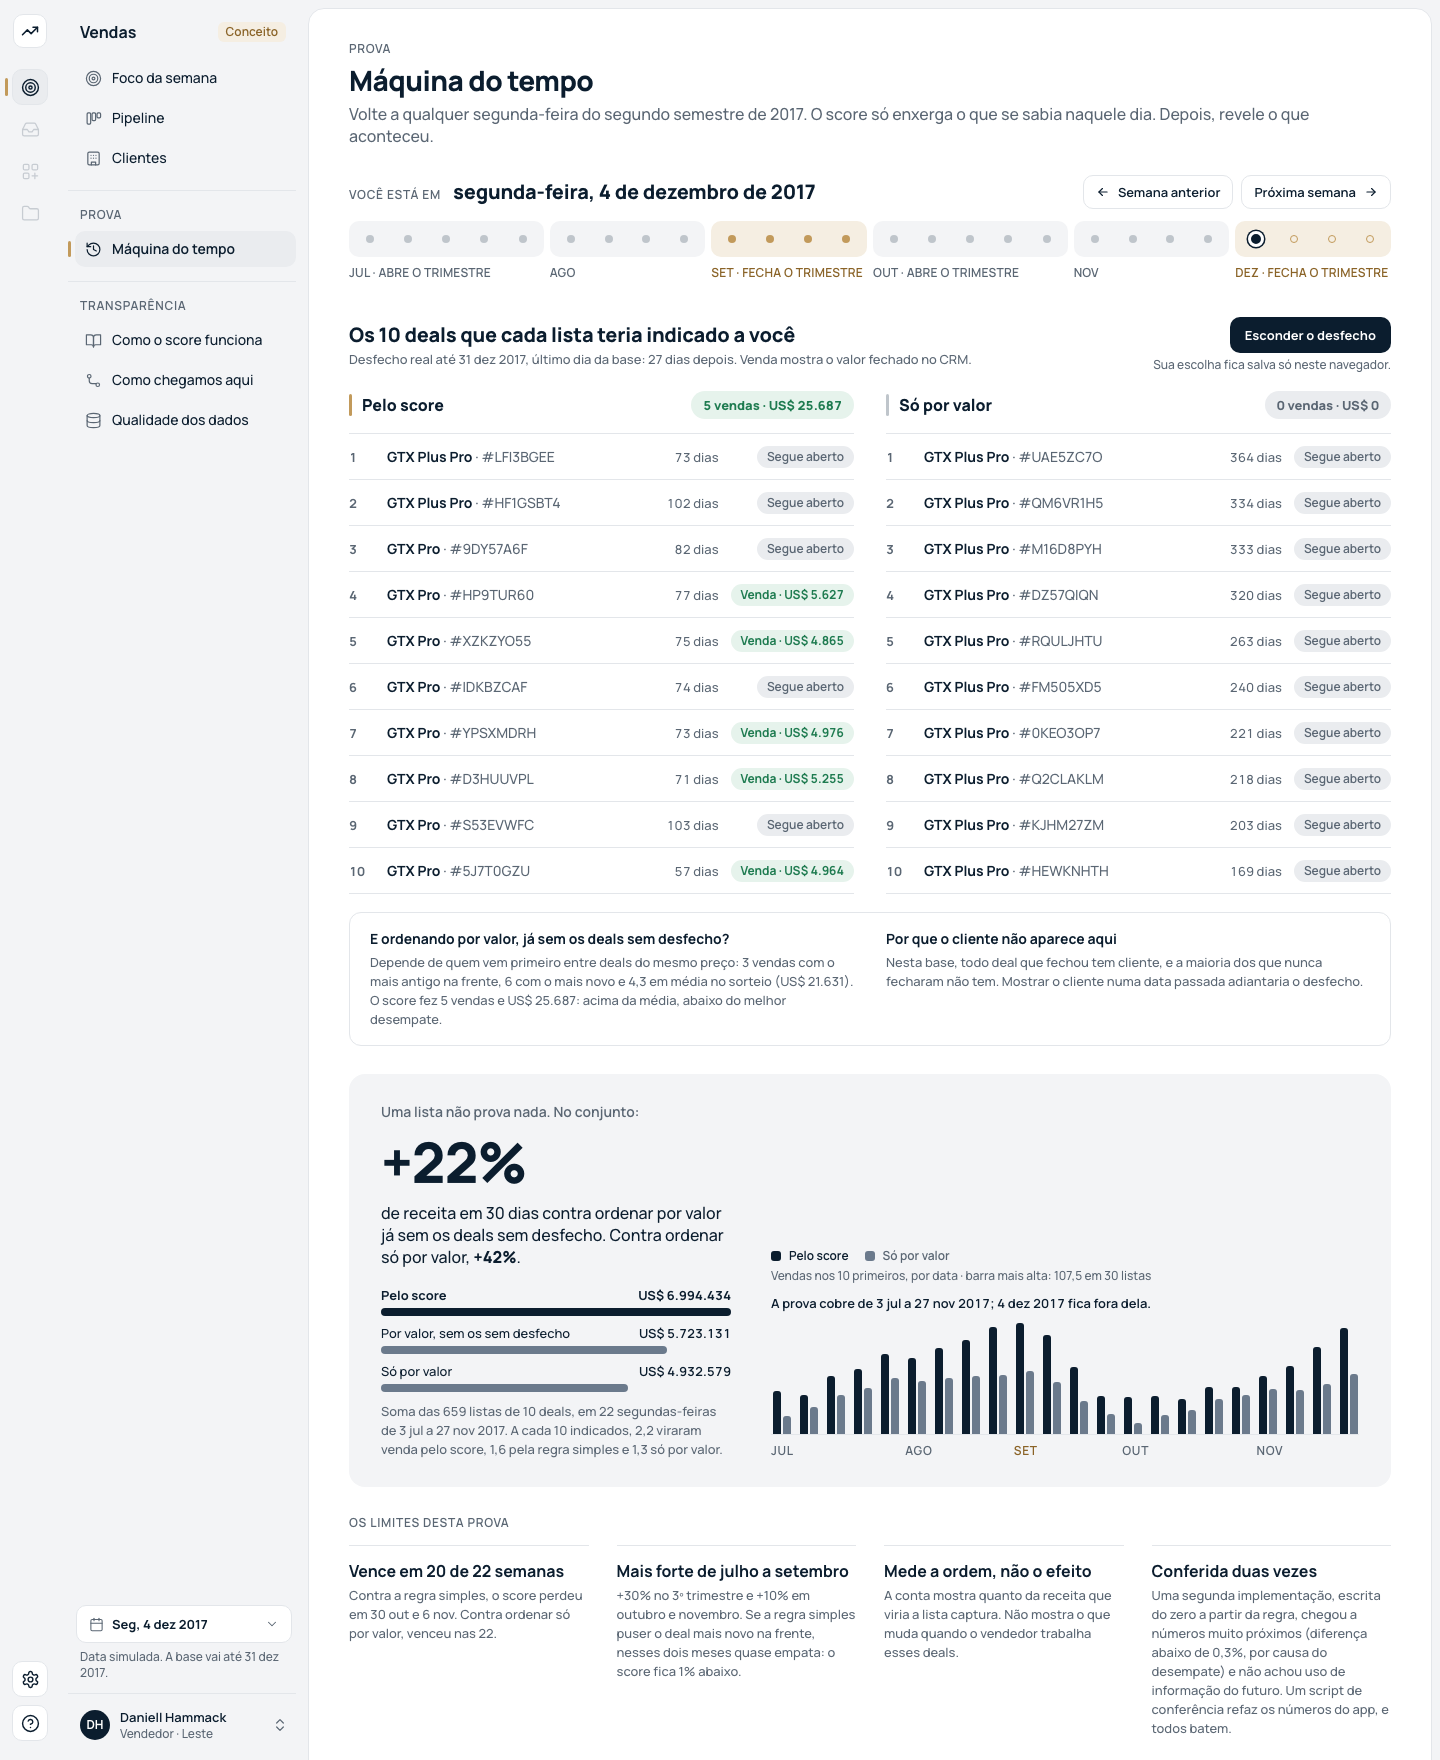 Vendas
Conceito
Foco da semana
Pipeline
Clientes
PROVA
Máquina do tempo
TRANSPARÊNCIA
Como o score funciona
Como chegamos aqui
Qualidade dos dados
Seg, 4 dez 2017
Data simulada. A base vai até 31 dez
2017.
DH
Daniell Hammack
Vendedor · Leste
PROVA
Máquina do tempo
Volte a qualquer segunda-feira do segundo semestre de 2017. O score só enxerga o que se sabia naquele dia. Depois, revele o que
aconteceu.
VOCÊ ESTÁ EM segunda-feira, 4 de dezembro de 2017
Semana anterior
Próxima semana
JUL · ABRE O TRIMESTRE
AGO
SET · FECHA O TRIMESTRE
OUT · ABRE O TRIMESTRE
NOV
DEZ · FECHA O TRIMESTRE
Os 10 deals que cada lista teria indicado a você
Desfecho real até 31 dez 2017, último dia da base: 27 dias depois. Venda mostra o valor fechado no CRM.
Esconder o desfecho
Sua escolha fica salva só neste navegador.
Pelo score
5 vendas · US$ 25.687
1 GTX Plus Pro · #LFI3BGEE 73 dias Segue aberto
2 GTX Plus Pro · #HF1GSBT4 102 dias Segue aberto
3 GTX Pro · #9DY57A6F 82 dias Segue aberto
4 GTX Pro · #HP9TUR60 77 dias Venda · US$ 5.627
5 GTX Pro · #XZKZYO55 75 dias Venda · US$ 4.865
6 GTX Pro · #IDKBZCAF 74 dias Segue aberto
7 GTX Pro · #YPSXMDRH 73 dias Venda · US$ 4.976
8 GTX Pro · #D3HUUVPL 71 dias Venda · US$ 5.255
9 GTX Pro · #S53EVWFC 103 dias Segue aberto
10 GTX Pro · #5J7T0GZU 57 dias Venda · US$ 4.964
Só por valor
0 vendas · US$ 0
1 GTX Plus Pro · #UAE5ZC7O 364 dias Segue aberto
2 GTX Plus Pro · #QM6VR1H5 334 dias Segue aberto
3 GTX Plus Pro · #M16D8PYH 333 dias Segue aberto
4 GTX Plus Pro · #DZ57QIQN 320 dias Segue aberto
5 GTX Plus Pro · #RQULJHTU 263 dias Segue aberto
6 GTX Plus Pro · #FM505XD5 240 dias Segue aberto
7 GTX Plus Pro · #0KEO3OP7 221 dias Segue aberto
8 GTX Plus Pro · #Q2CLAKLM 218 dias Segue aberto
9 GTX Plus Pro · #KJHM27ZM 203 dias Segue aberto
10 GTX Plus Pro · #HEWKNHTH 169 dias Segue aberto
E ordenando por valor, já sem os deals sem desfecho?
Depende de quem vem primeiro entre deals do mesmo preço: 3 vendas com o
mais antigo na frente, 6 com o mais novo e 4,3 em média no sorteio (US$ 21.631).
O score fez 5 vendas e US$ 25.687: acima da média, abaixo do melhor
desempate.
Por que o cliente não aparece aqui
Nesta base, todo deal que fechou tem cliente, e a maioria dos que nunca
fecharam não tem. Mostrar o cliente numa data passada adiantaria o desfecho.
Uma lista não prova nada. No conjunto:
+22%
de receita em 30 dias contra ordenar por valor
já sem os deals sem desfecho. Contra ordenar
só por valor, +42%.
Pelo score US$ 6.994.434
Por valor, sem os sem desfecho US$ 5.723.131
Só por valor US$ 4.932.579
Soma das 659 listas de 10 deals, em 22 segundas-feiras
de 3 jul a 27 nov 2017. A cada 10 indicados, 2,2 viraram
venda pelo score, 1,6 pela regra simples e 1,3 só por valor.
Pelo score
Só por valor
Vendas nos 10 primeiros, por data · barra mais alta: 107,5 em 30 listas
A prova cobre de 3 jul a 27 nov 2017; 4 dez 2017 fica fora dela.
JUL AGO SET OUT NOV
OS LIMITES DESTA PROVA
Vence em 20 de 22 semanas
Contra a regra simples, o score perdeu
em 30 out e 6 nov. Contra ordenar só
por valor, venceu nas 22.
Mais forte de julho a setembro
+30% no 3º trimestre e +10% em
outubro e novembro. Se a regra simples
puser o deal mais novo na frente,
nesses dois meses quase empata: o
score fica 1% abaixo.
Mede a ordem, não o efeito
A conta mostra quanto da receita que
viria a lista captura. Não mostra o que
muda quando o vendedor trabalha
esses deals.
Conferida duas vezes
Uma segunda implementação, escrita
do zero a partir da regra, chegou a
números muito próximos (diferença
abaixo de 0,3%, por causa do
desempate) e não achou uso de
informação do futuro. Um script de
conferência refaz os números do app, e
todos batem.